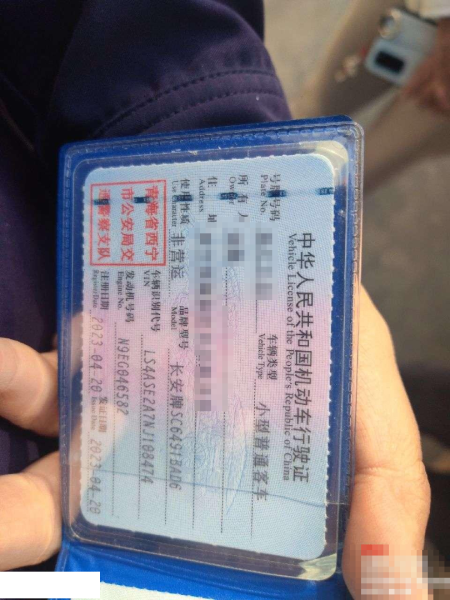 中华人民共和国机动车行驶证
Vehicle License of the People's Republic of China
号牌号码
Plate No.
车辆类型
Vehicle Type
小型普通客车
所有人
Owner
住址
Address
使用性质
Use Character
非营运
品牌型号
Model
长安牌SC6491BAD6
青海省西宁
市公安局交
通警察支队
车辆识别代号
VIN
LS4ASE2A7NJ108474
发动机号码
Engine No.
N9EG046582
注册日期
Register Date
2023-04-20
发证日期
Issue Date
2023-04-20